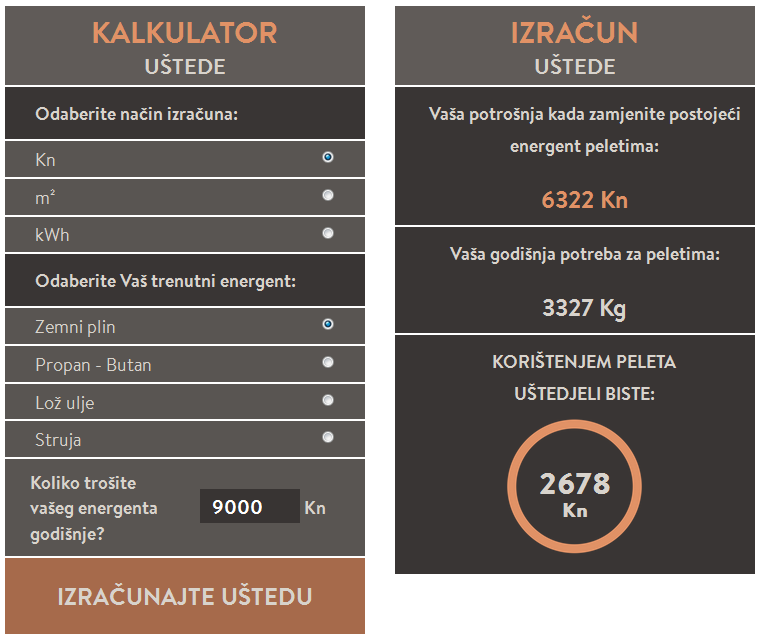 KALKULATOR
UŠTEDE
Odaberite način izračuna:
Kn
m²
kWh
Odaberite Vaš trenutni energent:
Zemni plin
Propan - Butan
Lož ulje
Struja
Koliko trošite
vašeg energenta
godišnje?
9000 Kn
IZRAČUNAJTE UŠTEDU
IZRAČUN
UŠTEDE
Vaša potrošnja kada zamjenite postojeći
energent peletima:
6322 Kn
Vaša godišnja potreba za peletima:
3327 Kg
KORIŠTENJEM PELETA
UŠTEDJELI BISTE:
2678
Kn